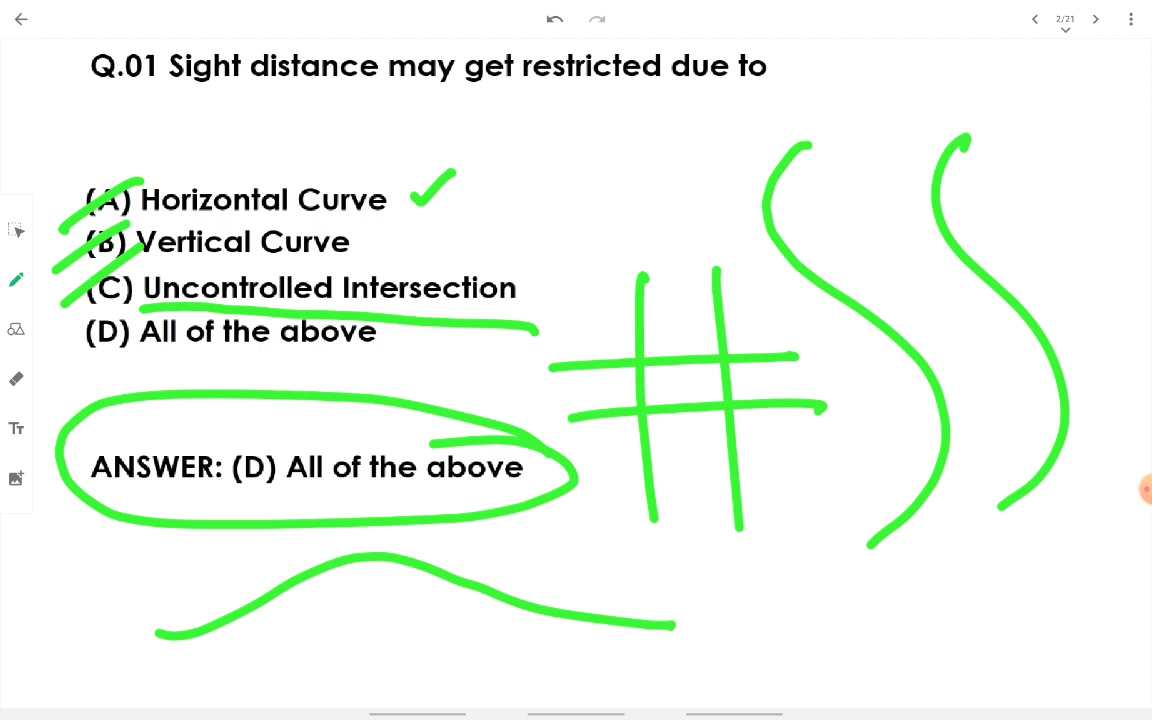 2/21
Q.01 Sight distance may get restricted due to
(A) Horizontal Curve
(B) Vertical Curve
(C) Uncontrolled Intersection
(D) All of the above
ANSWER: (D) All of the above
Tт